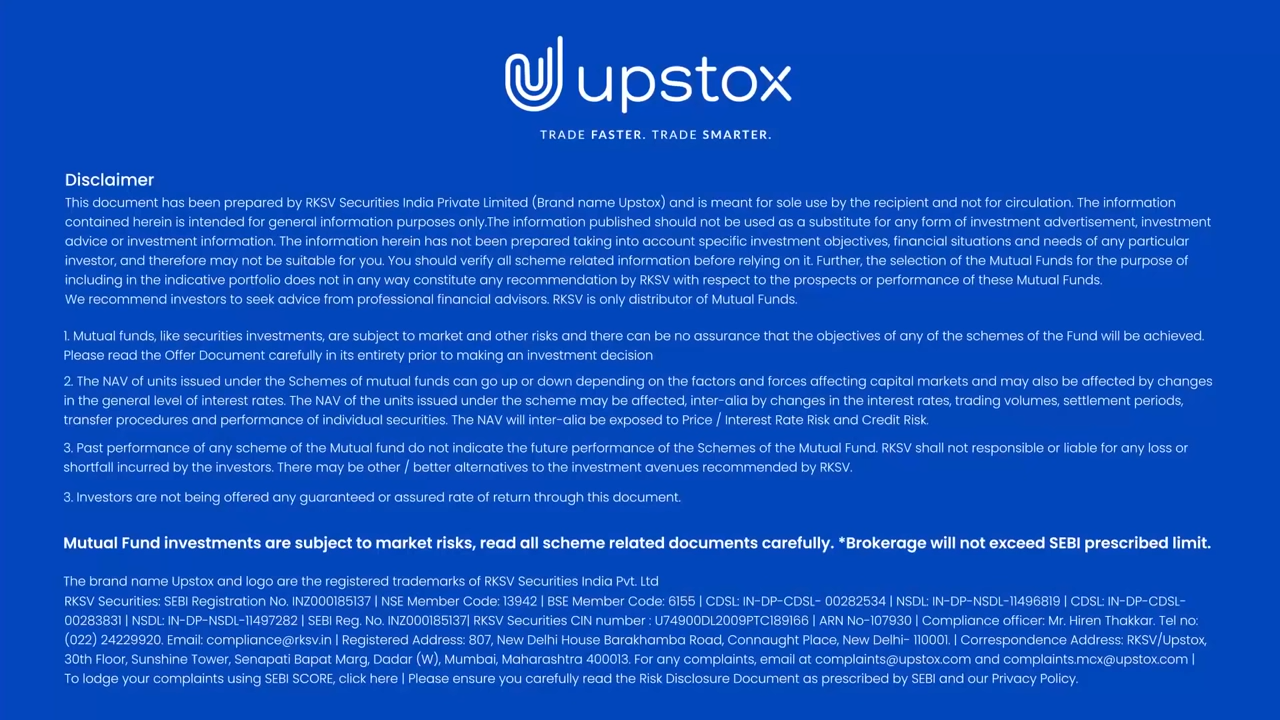 upstox
TRADE FASTER. TRADE SMARTER.
Disclaimer
This document has been prepared by RKSV Securities India Private Limited (Brand name Upstox) and is meant for sole use by the recipient and not for circulation. The information
contained herein is intended for general information purposes only.The information published should not be used as a substitute for any form of investment advertisement, investment
advice or investment information. The information herein has not been prepared taking into account specific investment objectives, financial situations and needs of any particular
investor, and therefore may not be suitable for you. You should verify all scheme related information before relying on it. Further, the selection of the Mutual Funds for the purpose of
including in the indicative portfolio does not in any way constitute any recommendation by RKSV with respect to the prospects or performance of these Mutual Funds.
We recommend investors to seek advice from professional financial advisors. RKSV is only distributor of Mutual Funds.
1. Mutual funds, like securities investments, are subject to market and other risks and there can be no assurance that the objectives of any of the schemes of the Fund will be achieved.
Please read the Offer Document carefully in its entirety prior to making an investment decision
2. The NAV of units issued under the Schemes of mutual funds can go up or down depending on the factors and forces affecting capital markets and may also be affected by changes
in the general level of interest rates. The NAV of the units issued under the scheme may be affected, inter-alia by changes in the interest rates, trading volumes, settlement periods,
transfer procedures and performance of individual securities. The NAV will inter-alia be exposed to Price / Interest Rate Risk and Credit Risk.
3. Past performance of any scheme of the Mutual fund do not indicate the future performance of the Schemes of the Mutual Fund. RKSV shall not responsible or liable for any loss or
shortfall incurred by the investors. There may be other / better alternatives to the investment avenues recommended by RKSV.
3. Investors are not being offered any guaranteed or assured rate of return through this document.
Mutual Fund investments are subject to market risks, read all scheme related documents carefully. *Brokerage will not exceed SEBI prescribed limit.
The brand name Upstox and logo are the registered trademarks of RKSV Securities India Pvt. Ltd
RKSV Securities: SEBI Registration No. INZ000185137 | NSE Member Code: 13942 | BSE Member Code: 6155 | CDSL: IN-DP-CDSL- 00282534 | NSDL: IN-DP-NSDL-11496819 | CDSL: IN-DP-CDSL-
00283831 | NSDL: IN-DP-NSDL-11497282 | SEBI Reg. No. INZ000185137| RKSV Securities CIN number : U74900DL2009PTC189166 | ARN No-107930 | Compliance officer: Mr. Hiren Thakkar. Tel no:
(022) 24229920. Email: compliance@rksv.in | Registered Address: 807, New Delhi House Barakhamba Road, Connaught Place, New Delhi- 110001. | Correspondence Address: RKSV/Upstox,
30th Floor, Sunshine Tower, Senapati Bapat Marg, Dadar (W), Mumbai, Maharashtra 400013. For any complaints, email at complaints@upstox.com and complaints.mcx@upstox.com |
To lodge your complaints using SEBI SCORE, click here | Please ensure you carefully read the Risk Disclosure Document as prescribed by SEBI and our Privacy Policy.